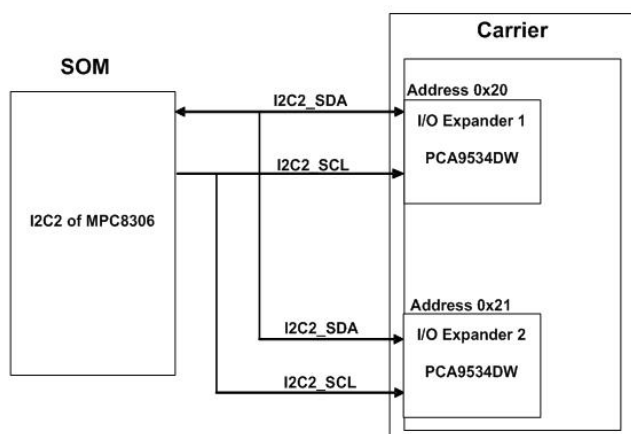 Carrier
SOM
Address 0x20
I2C2_SDA
I/O Expander 1
PCA9534DW
I2C2_SCL
I2C2 of MPC8306
Address 0x21
I2C2_SDA
I/O Expander 2
PCA9534DW
I2C2_SCL